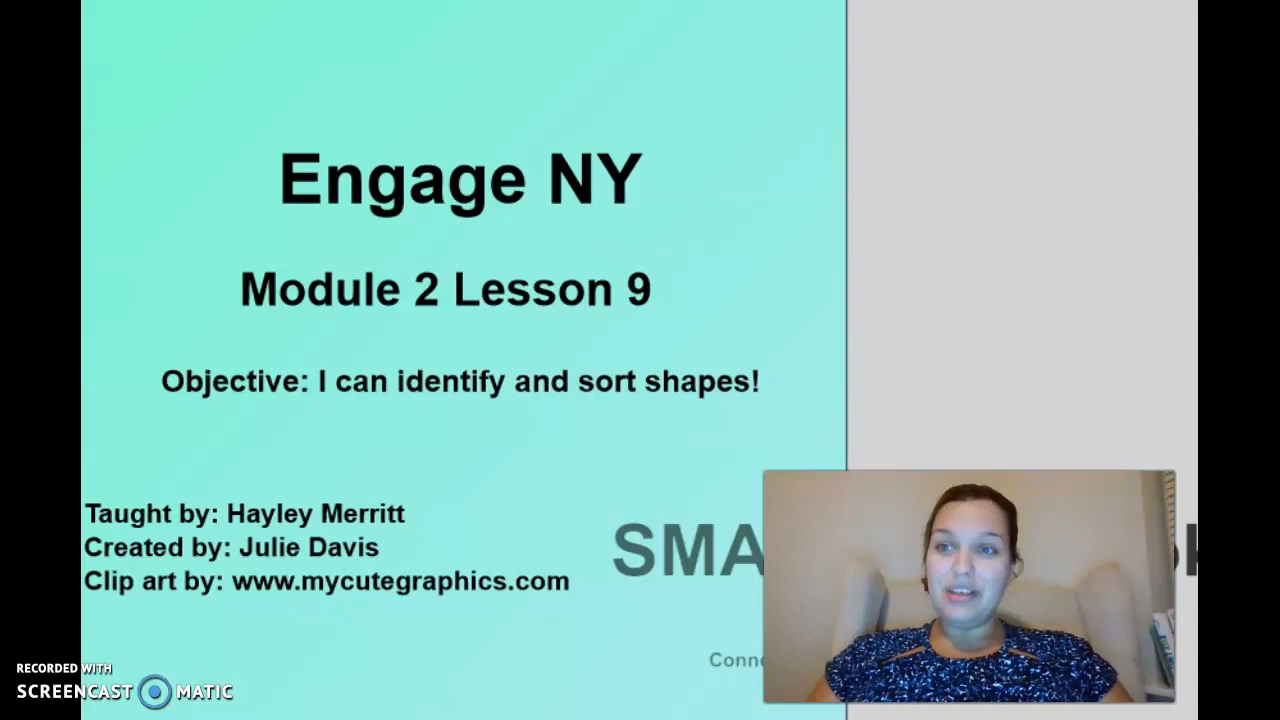 Engage NY
Module 2 Lesson 9
Objective: I can identify and sort shapes!
Taught by: Hayley Merritt
Created by: Julie Davis
Clip art by: www.mycutegraphics.com
RECORDED WITH
SCREENCAST MATIC